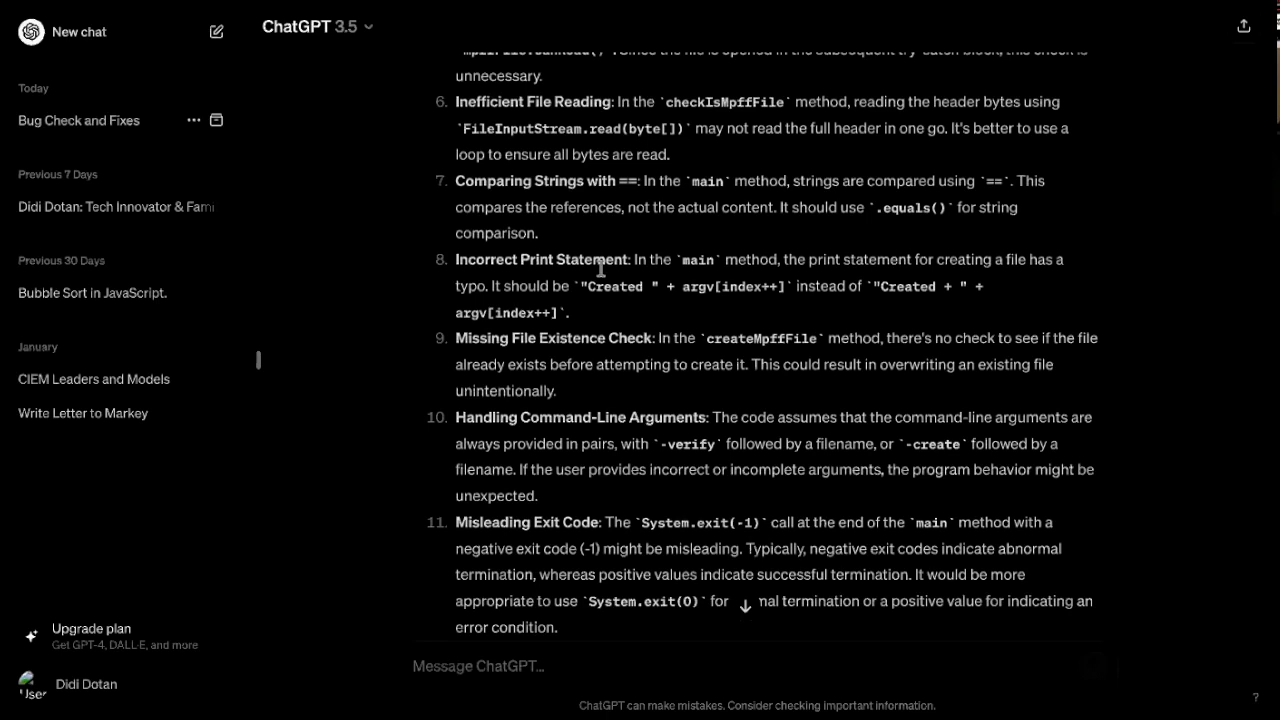 New chat
ChatGPT 3.5
Today
Bug Check and Fixes
Previous 7 Days
Didi Dotan: Tech Innovator & Fami
Previous 30 Days
Bubble Sort in JavaScript.
January
CIEM Leaders and Models
Write Letter to Markey
Upgrade plan
Get GPT-4, DALL·E, and more
Didi Dotan
unnecessary.
6. Inefficient File Reading: In the `checkIsMpffFile` method, reading the header bytes using
`FileInputStream.read(byte[])` may not read the full header in one go. It's better to use a
loop to ensure all bytes are read.
7. Comparing Strings with ==: In the `main` method, strings are compared using `==`. This
compares the references, not the actual content. It should use `.equals()` for string
comparison.
8. Incorrect Print Statement: In the `main` method, the print statement for creating a file has a
typo. It should be `"Created " + argv[index++]` instead of `"Created + " +
argv[index++]`.
9. Missing File Existence Check: In the `createMpffFile` method, there's no check to see if the file
already exists before attempting to create it. This could result in overwriting an existing file
unintentionally.
10. Handling Command-Line Arguments: The code assumes that the command-line arguments are
always provided in pairs, with `-verify` followed by a filename, or `-create` followed by a
filename. If the user provides incorrect or incomplete arguments, the program behavior might be
unexpected.
11. Misleading Exit Code: The `System.exit(-1)` call at the end of the `main` method with a
negative exit code (-1) might be misleading. Typically, negative exit codes indicate abnormal
termination, whereas positive values indicate successful termination. It would be more
appropriate to use `System.exit(0)` for nal termination or a positive value for indicating an
error condition.
Message ChatGPT...
ChatGPT can make mistakes. Consider checking important information.
?